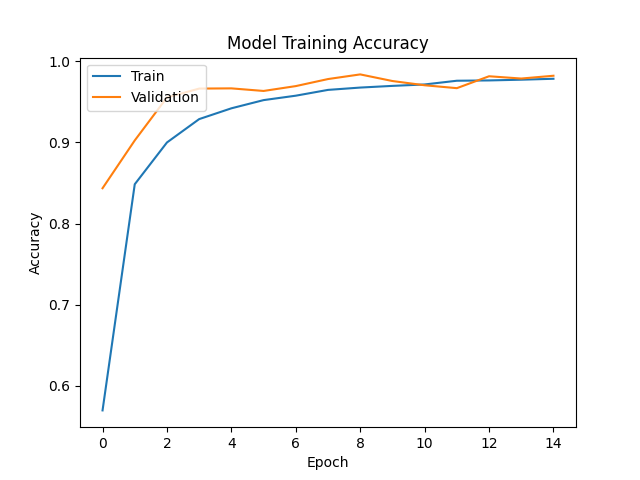 Model Training Accuracy
Train
Validation
Accuracy
1.0
0.9
0.8
0.7
0.6
0 2 4 6 8 10 12 14
Epoch